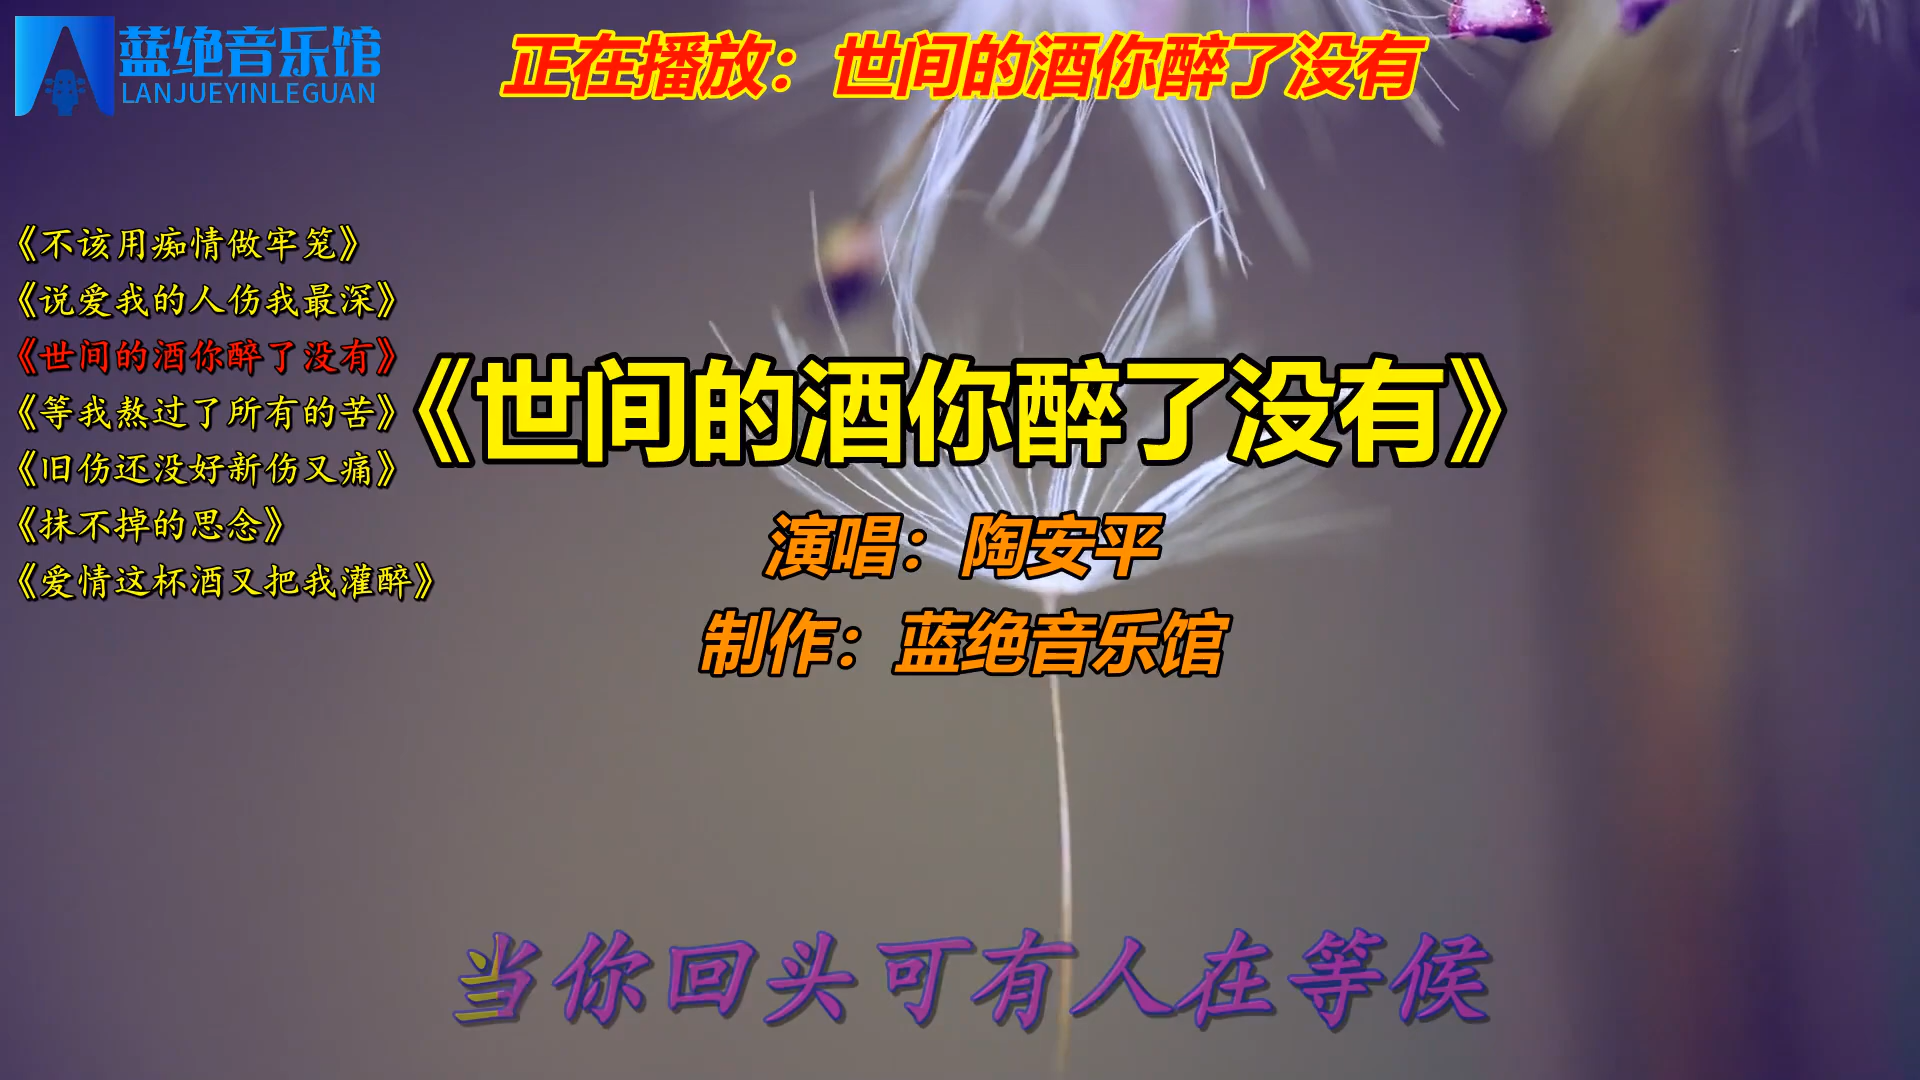 蓝绝音乐馆
LANJUEYINLEGUAN
正在播放：世间的酒你醉了没有
《不该用痴情做牢笼》
《说爱我的人伤我最深》
《世间的酒你醉了没有》
《等我熬过了所有的苦》
《旧伤还没好新伤又痛》
《抹不掉的思念》
《爱情这杯酒又把我灌醉》
《世间的酒你醉了没有》
演唱：陶安平
制作：蓝绝音乐馆
当你回头可有人在等候